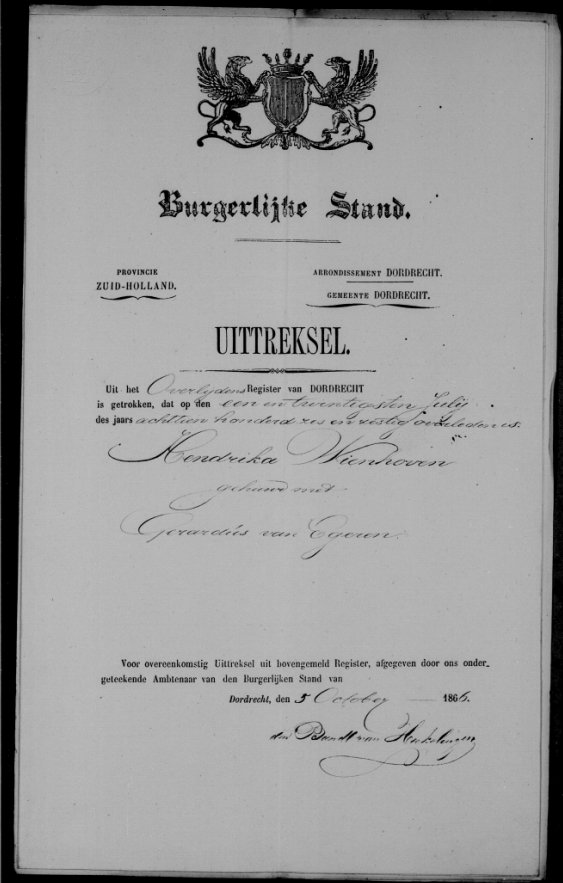 Burgerlijke Stand.
PROVINCIE
ZUID-HOLLAND.
ARRONDISSEMENT DORDRECHT.
GEMEENTE DORDRECHT.
UITTREKSEL.
Uit het Overlijdens Register van DORDRECHT
is getrokken, dat op den een en twintigsten Julij
des jaars achttien honderd zes en zestig overleden is
Hendrika Wienhoven
gehuwd met
Gerardus van Egeren.
Voor overeenkomstig Uittreksel uit bovengemeld Register, afgegeven door ons onder-
geteekende Ambtenaar van den Burgerlijken Stand van
Dordrecht, den 5 October 1866.
van